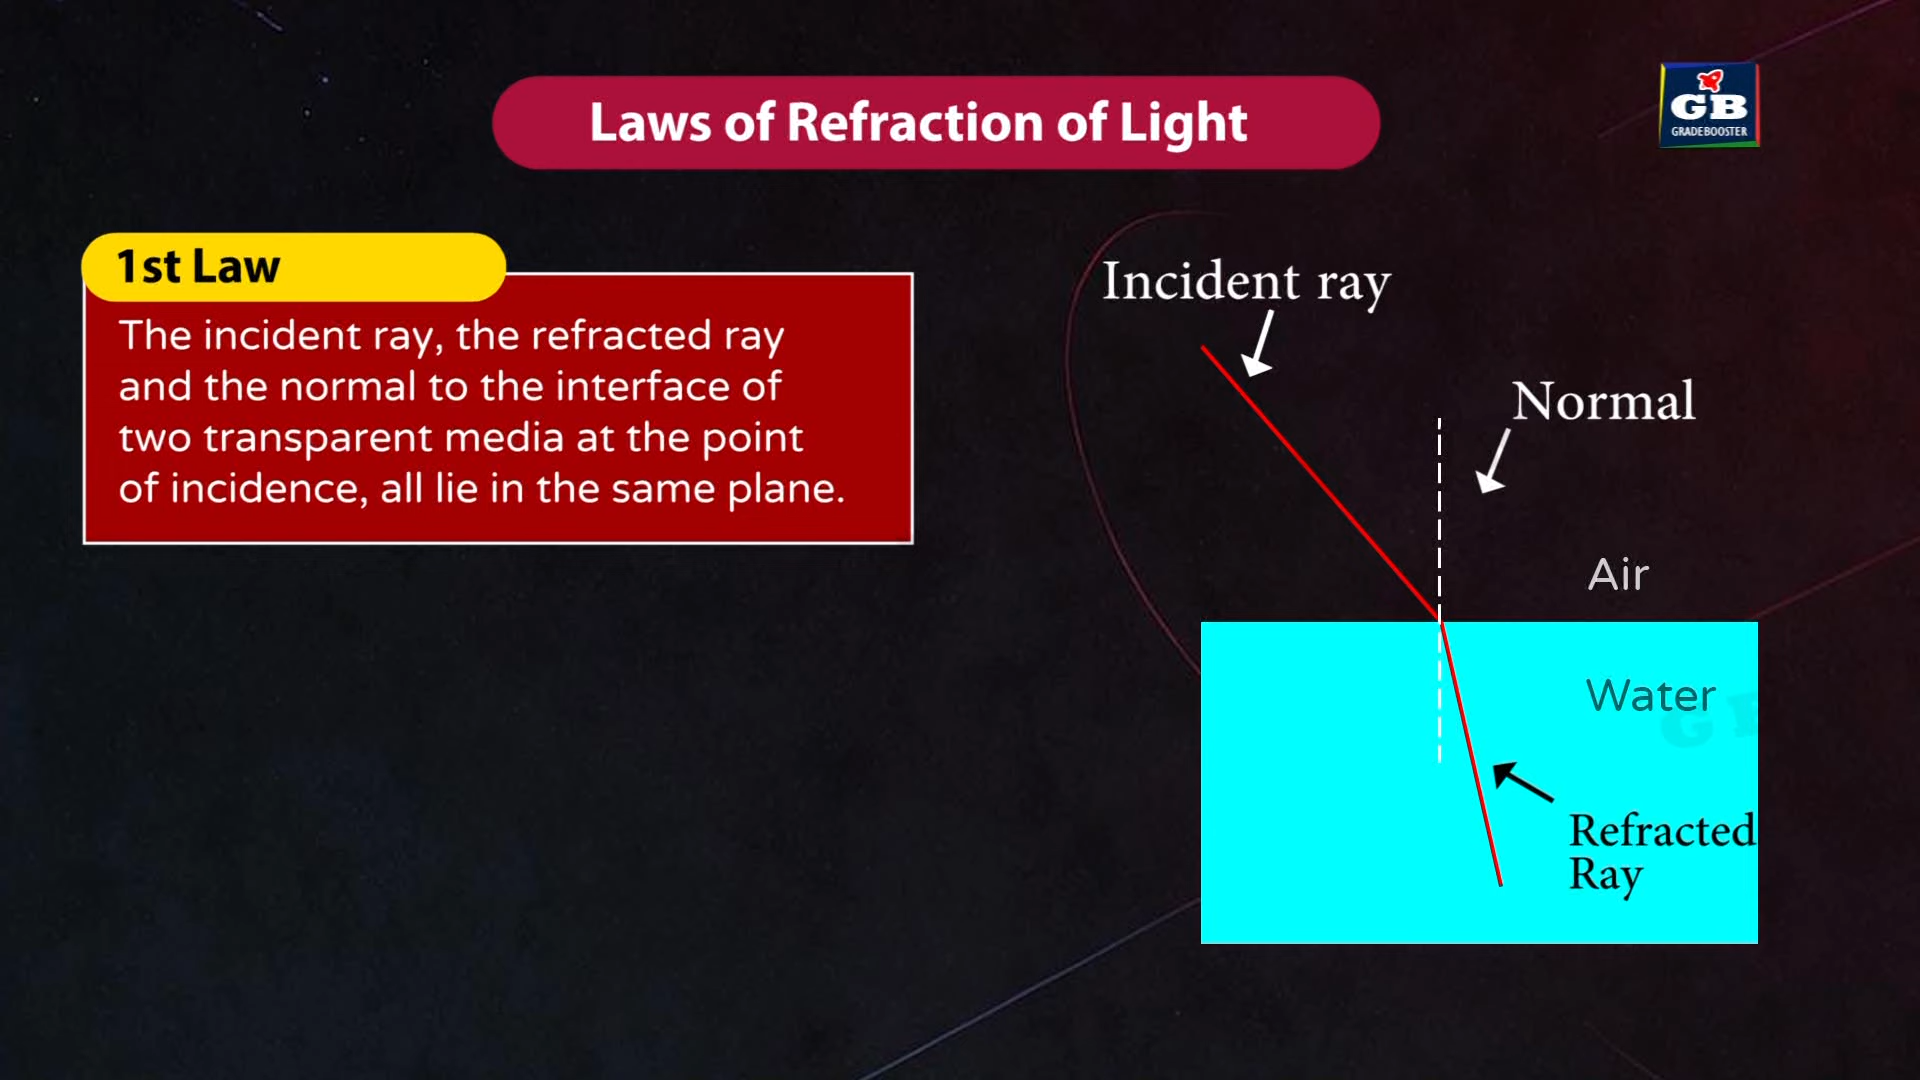 Laws of Refraction of Light
GB
GRADEBOOSTER
1st Law
The incident ray, the refracted ray
and the normal to the interface of
two transparent media at the point
of incidence, all lie in the same plane.
Incident ray
Normal
Air
Water
G B
Refracted
Ray